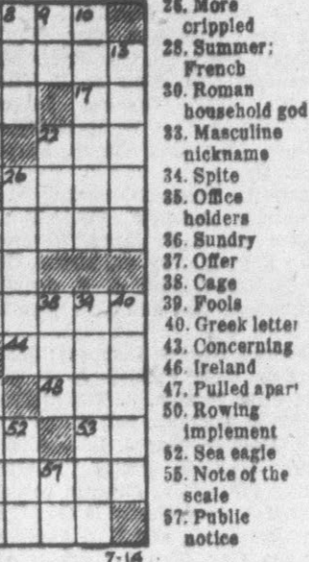 8 9 10
13
17
22
26
38 39 40
44
48
52 53
57
7-14
26. More
crippled
28. Summer:
French
30. Roman
household god
33. Masculine
nickname
34. Spite
35. Office
holders
36. Sundry
37. Offer
38. Cage
39. Fools
40. Greek letter
43. Concerning
46. Ireland
47. Pulled apart
50. Rowing
implement
52. Sea eagle
55. Note of the
scale
57. Public
notice